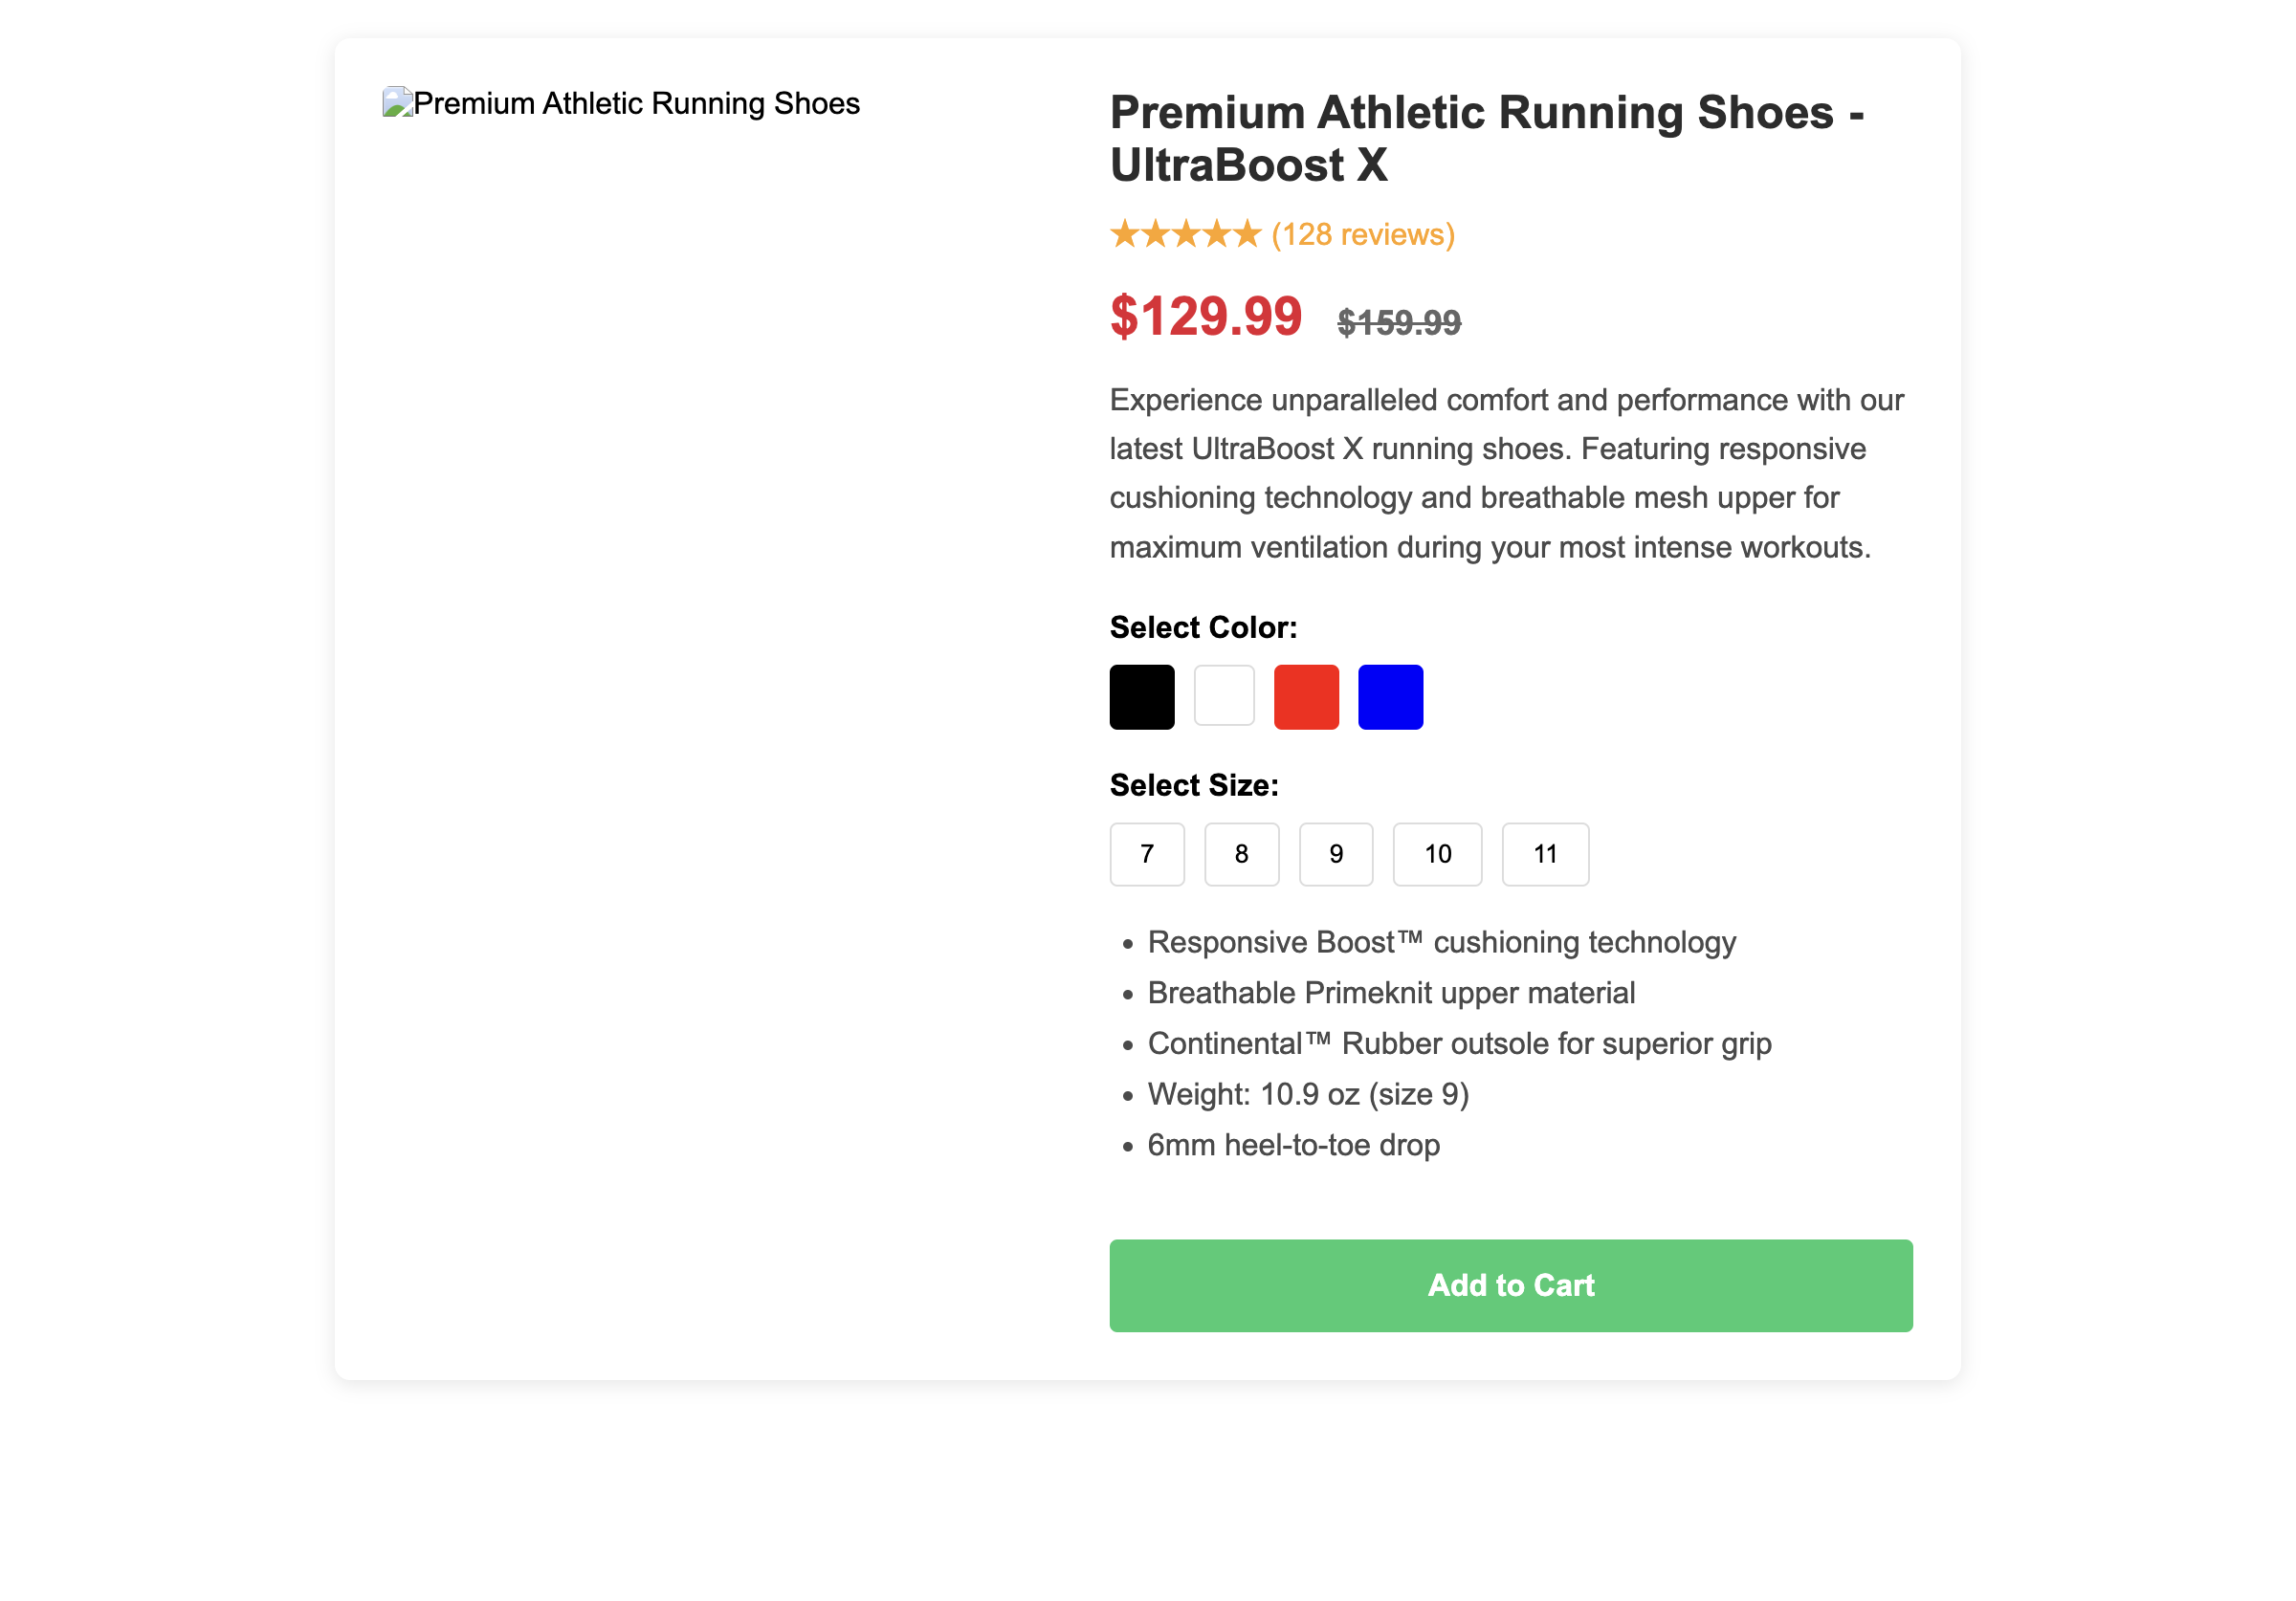 Premium Athletic Running Shoes
Premium Athletic Running Shoes -
UltraBoost X
★★★★★ (128 reviews)
$129.99 $159.99
Experience unparalleled comfort and performance with our
latest UltraBoost X running shoes. Featuring responsive
cushioning technology and breathable mesh upper for
maximum ventilation during your most intense workouts.
Select Color:
Select Size:
7 8 9 10 11
• Responsive Boost™ cushioning technology
• Breathable Primeknit upper material
• Continental™ Rubber outsole for superior grip
• Weight: 10.9 oz (size 9)
• 6mm heel-to-toe drop
Add to Cart